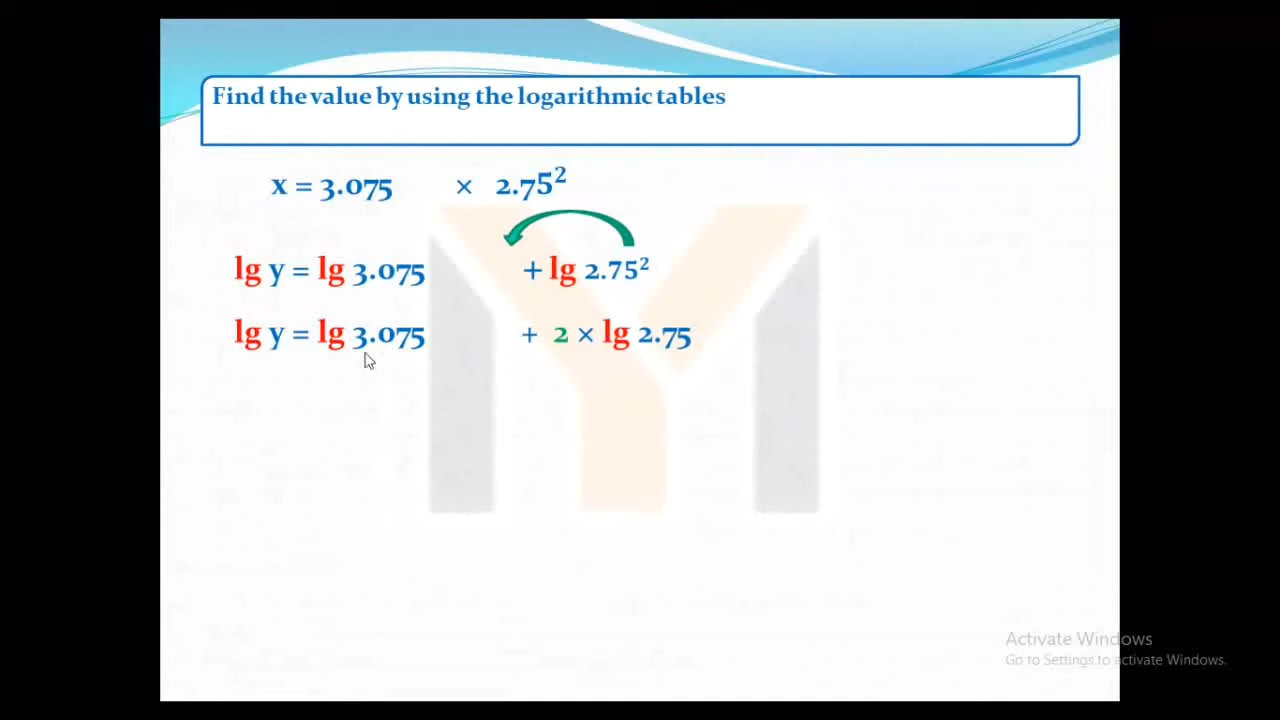 Find the value by using the logarithmic tables
x = 3.075 × 2.75²
lg y = lg 3.075 + lg 2.75²
lg y = lg 3.075 + 2 × lg 2.75
Activate Windows
Go to Settings to activate Windows.